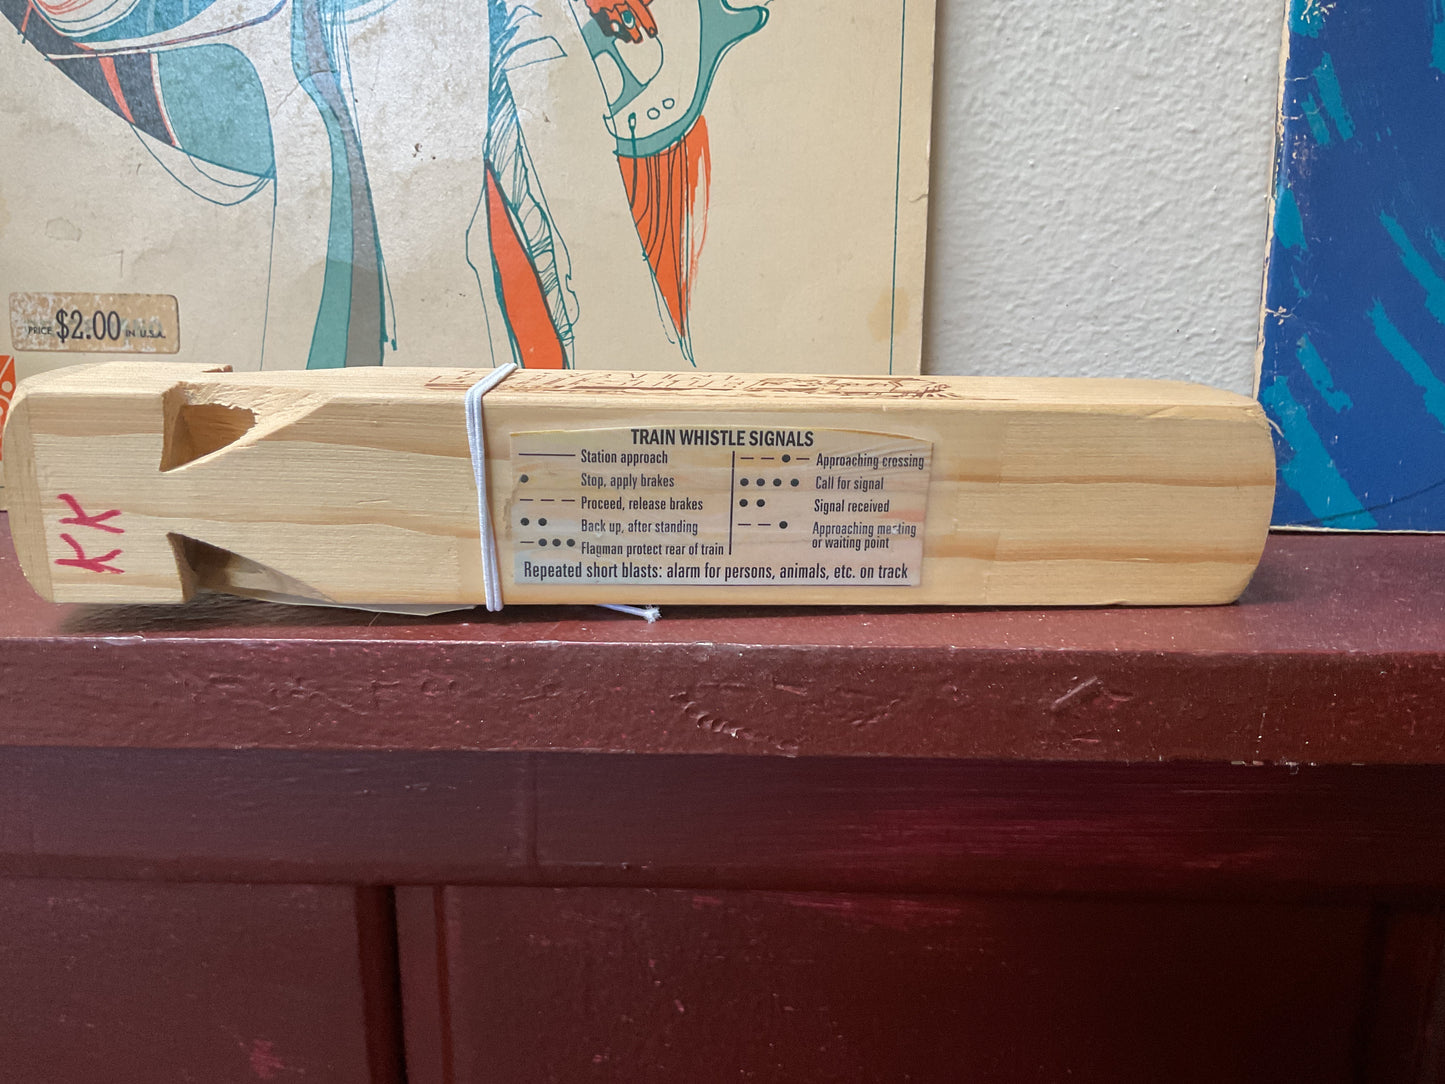 PRICE $2.00 IN U.S.A.
KK
TRAIN WHISTLE SIGNALS
Station approach
Stop, apply brakes
Proceed, release brakes
Back up, after standing
Flagman protect rear of train
Approaching crossing
Call for signal
Signal received
Approaching meeting
or waiting point
Repeated short blasts: alarm for persons, animals, etc. on track